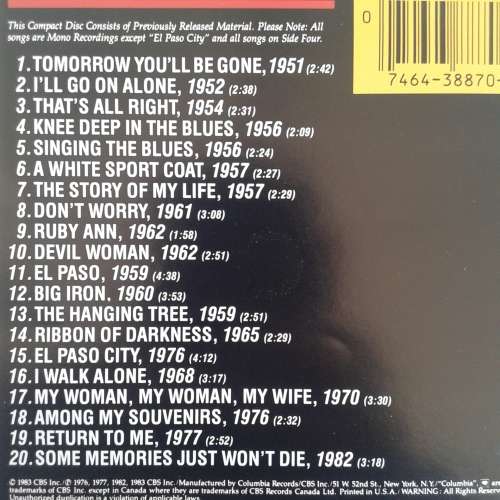 This Compact Disc Consists of Previously Released Material. Please Note: All
songs are Mono Recordings except "El Paso City" and all songs on Side Four.
0
7464-38870-
1. TOMORROW YOU'LL BE GONE, 1951 (2:42)
2. I'LL GO ON ALONE, 1952 (2:38)
3. THAT'S ALL RIGHT, 1954 (2:31)
4. KNEE DEEP IN THE BLUES, 1956 (2:09)
5. SINGING THE BLUES, 1956 (2:24)
6. A WHITE SPORT COAT, 1957 (2:27)
7. THE STORY OF MY LIFE, 1957 (2:29)
8. DON'T WORRY, 1961 (3:08)
9. RUBY ANN, 1962 (1:58)
10. DEVIL WOMAN, 1962 (2:51)
11. EL PASO, 1959 (4:38)
12. BIG IRON. 1960 (3:53)
13. THE HANGING TREE, 1959 (2:51)
14. RIBBON OF DARKNESS, 1965 (2:29)
15. EL PASO CITY, 1976 (4:12)
16. I WALK ALONE, 1968 (3:17)
17. MY WOMAN, MY WOMAN, MY WIFE, 1970 (3:30)
18. AMONG MY SOUVENIRS, 1976 (2:32)
19. RETURN TO ME, 1977 (2:52)
20. SOME MEMORIES JUST WON'T DIE, 1982 (3:18)
© 1983 CBS Inc./℗ 1976, 1977, 1982, 1983 CBS Inc./Manufactured by Columbia Records/CBS Inc./51 W. 52nd St., New York, N.Y./"Columbia",
trademarks of CBS Inc. except in Canada where they are trademarks of CBS Records Canada Ltd. Printed in U.S.A./WARNING: All Rights Reserved
Unauthorized duplication is a violation of applicable laws.